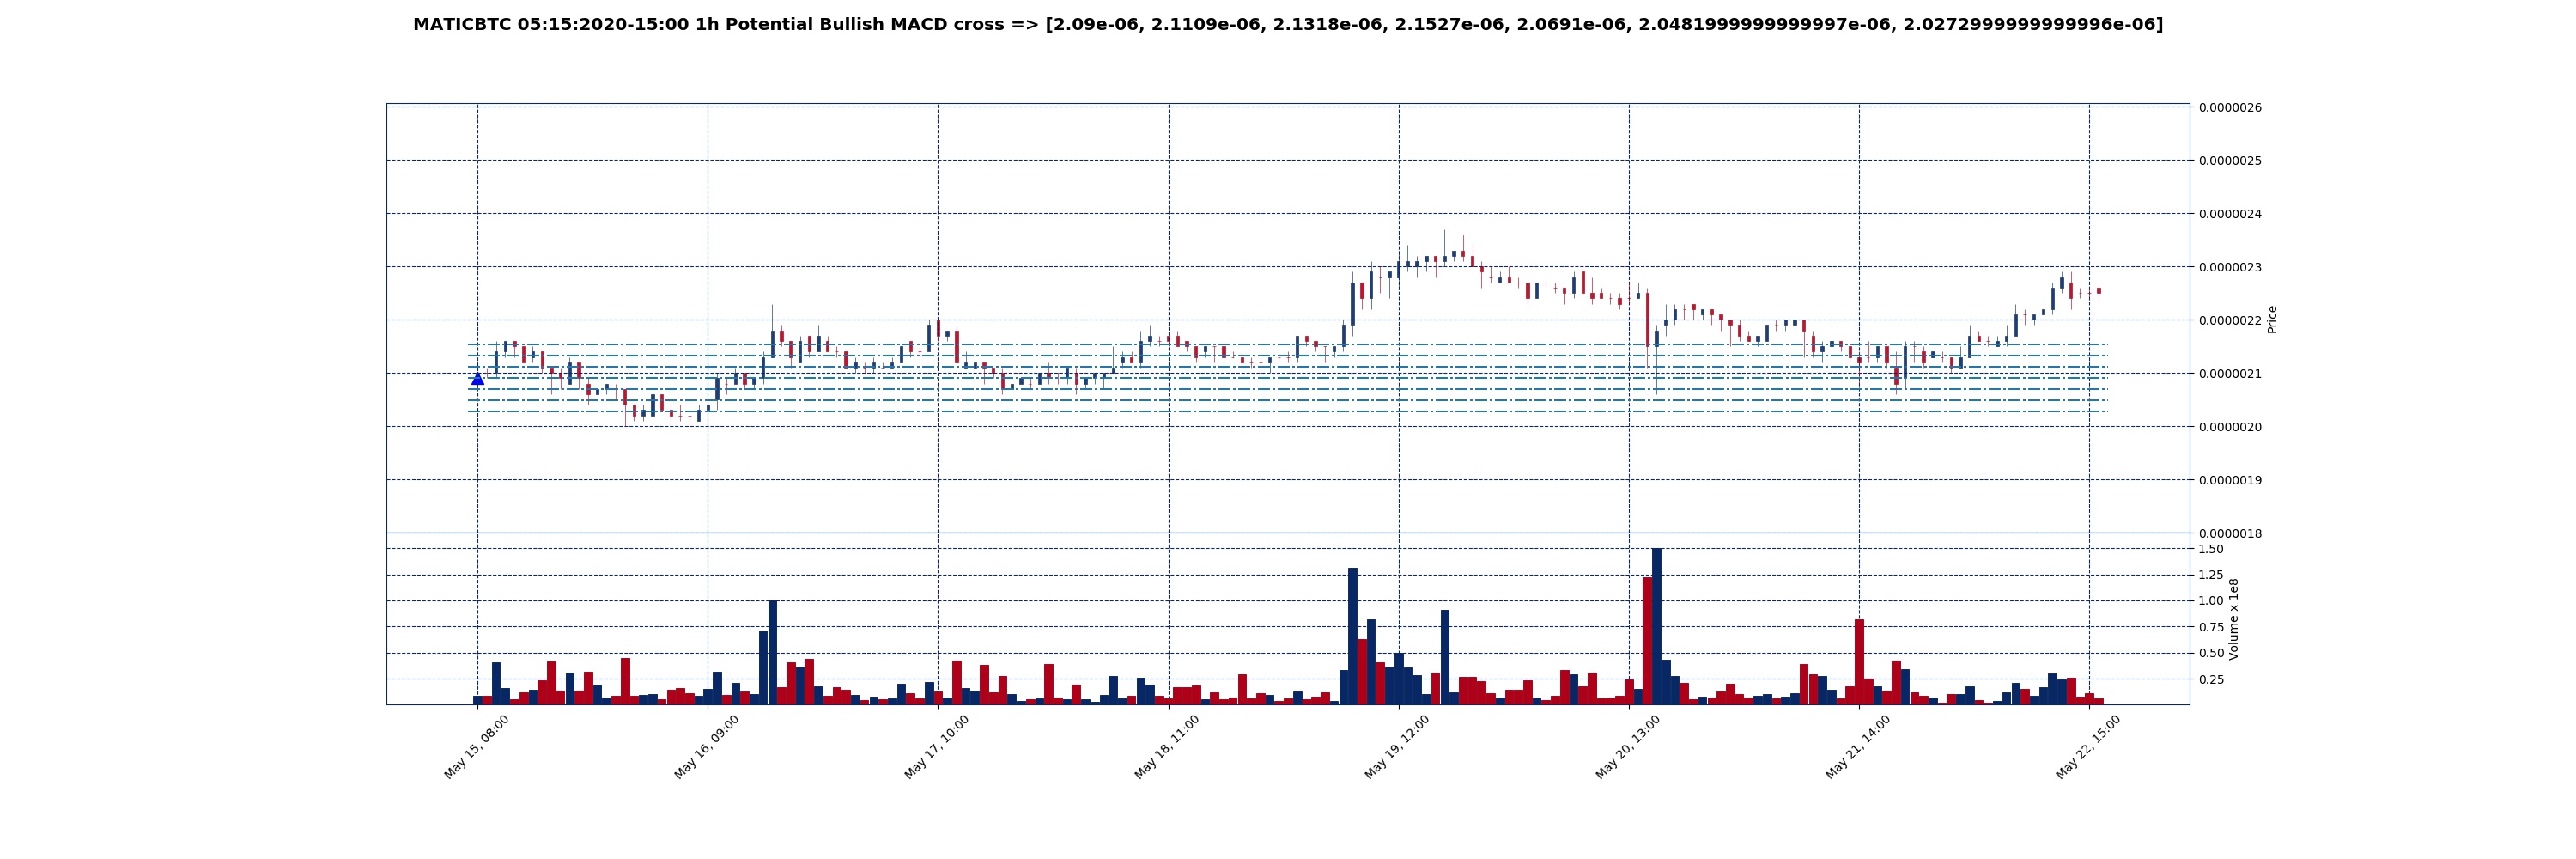 MATICBTC 05:15:2020-15:00 1h Potential Bullish MACD cross => [2.09e-06, 2.1109e-06, 2.1318e-06, 2.1527e-06, 2.0691e-06, 2.0481999999999997e-06, 2.0272999999999996e-06]
0.0000026
0.0000025
0.0000024
0.0000023
0.0000022
0.0000021
0.0000020
0.0000019
0.0000018
Price
1.50
1.25
1.00
0.75
0.50
0.25
Volume x 1e8
May 15, 08:00
May 16, 09:00
May 17, 10:00
May 18, 11:00
May 19, 12:00
May 20, 13:00
May 21, 14:00
May 22, 15:00